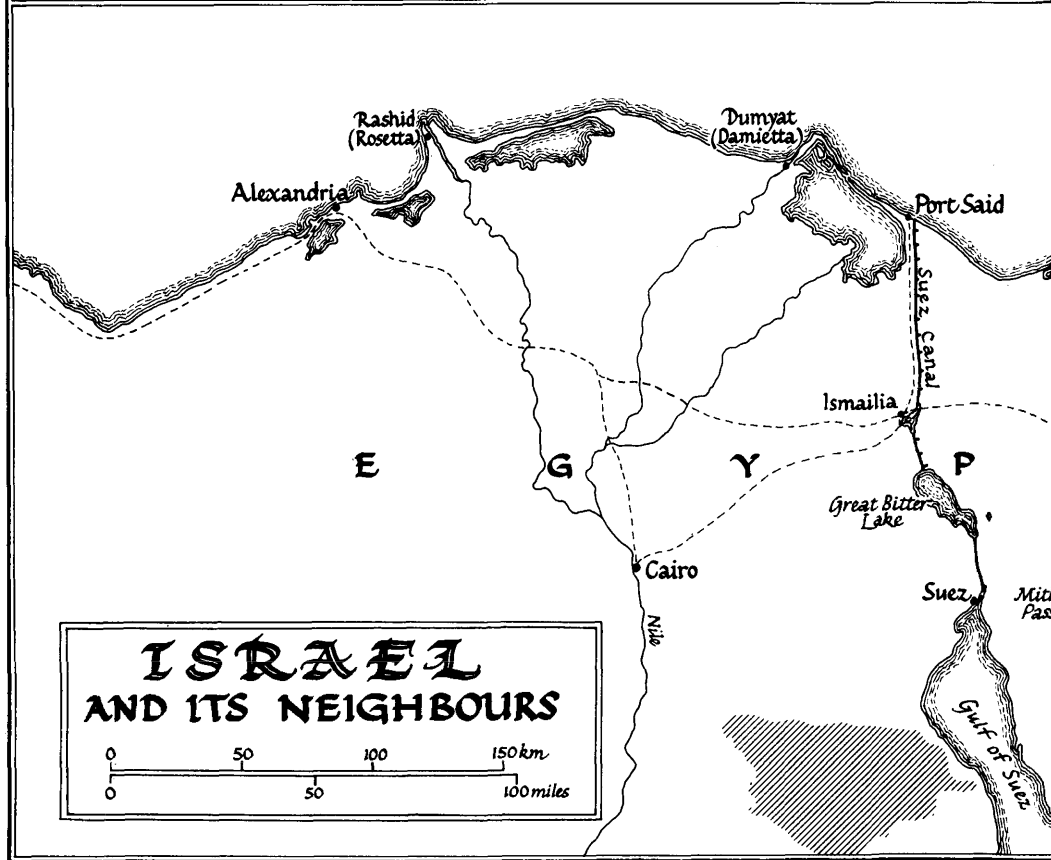 Rashid
(Rosetta)
Dumyat
(Damietta)
Alexandria
Port Said
Suez Canal
Ismailia
E G Y P
Great Bitter
Lake
Cairo
Suez
Pass
Nile
Gulf of Suez
ISRAEL
AND ITS NEIGHBOURS
0 50 100 150 km
0 50 100 miles